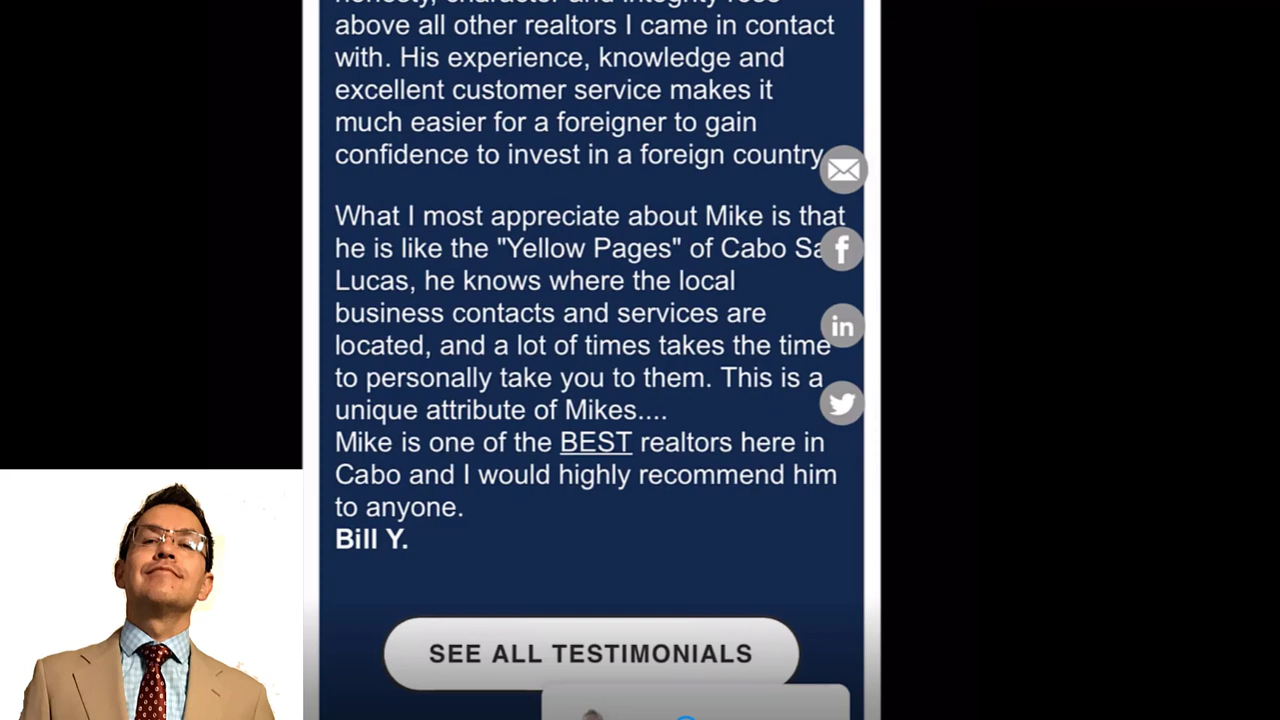 above all other realtors I came in contact
with. His experience, knowledge and
excellent customer service makes it
much easier for a foreigner to gain
confidence to invest in a foreign country
What I most appreciate about Mike is that
he is like the "Yellow Pages" of Cabo Sa
Lucas, he knows where the local
business contacts and services are
located, and a lot of times takes the time
to personally take you to them. This is a
unique attribute of Mikes....
Mike is one of the BEST realtors here in
Cabo and I would highly recommend him
to anyone.
Bill Y.
SEE ALL TESTIMONIALS
f
in